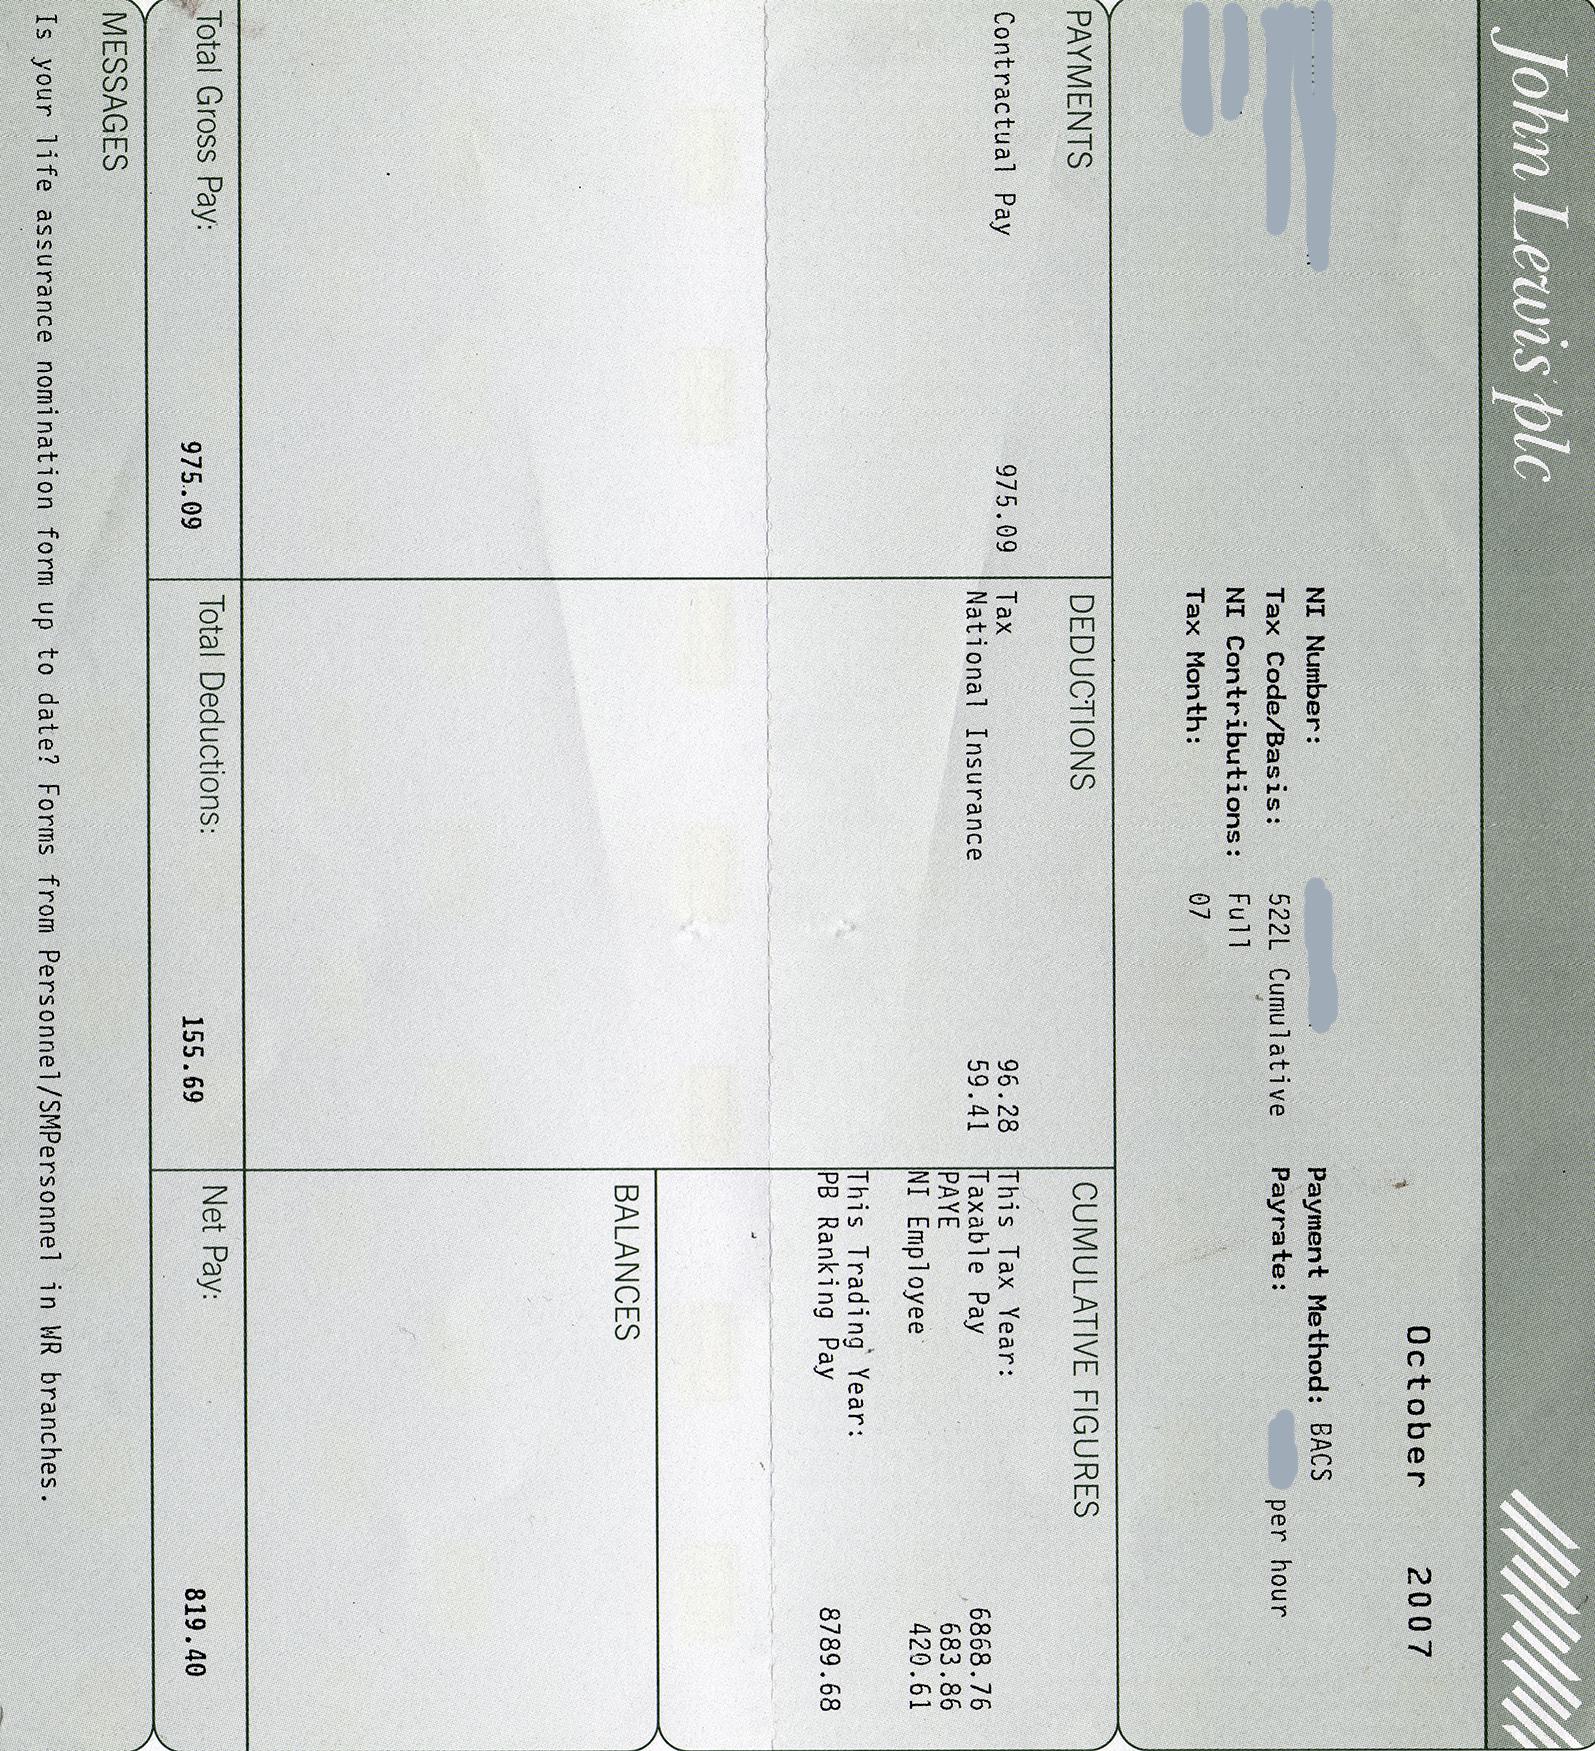 John Lewis plc
October 2007
NI Number:
Payment Method: BACS
Tax Code/Basis: 522L Cumulative
Payrate: per hour
NI Contributions: Full
Tax Month: 07
PAYMENTS
Contractual Pay 975.09
DEDUCTIONS
Tax 96.28
National Insurance 59.41
CUMULATIVE FIGURES
This Tax Year:
Taxable Pay 6868.76
PAYE 683.86
NI Employee 420.61
This Trading Year:
PB Ranking Pay 8789.68
BALANCES
Total Gross Pay: 975.09
Total Deductions: 155.69
Net Pay: 819.40
MESSAGES
Is your life assurance nomination form up to date? Forms from Personnel/SMPersonnel in WR branches.